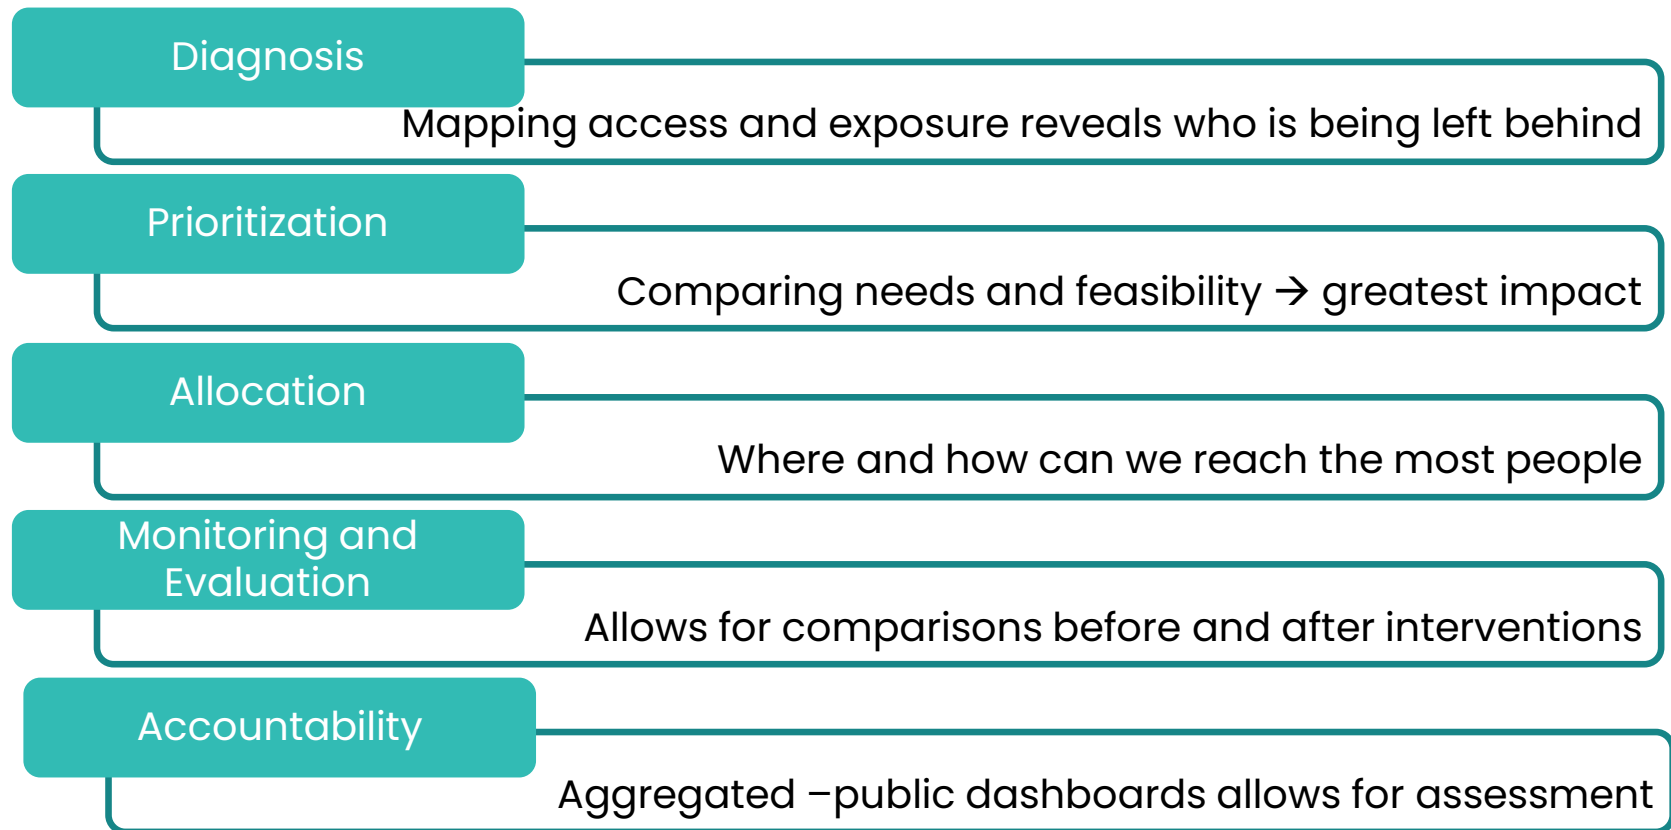 Diagnosis
Mapping access and exposure reveals who is being left behind
Prioritization
Comparing needs and feasibility → greatest impact
Allocation
Where and how can we reach the most people
Monitoring and
Evaluation
Allows for comparisons before and after interventions
Accountability
Aggregated –public dashboards allows for assessment